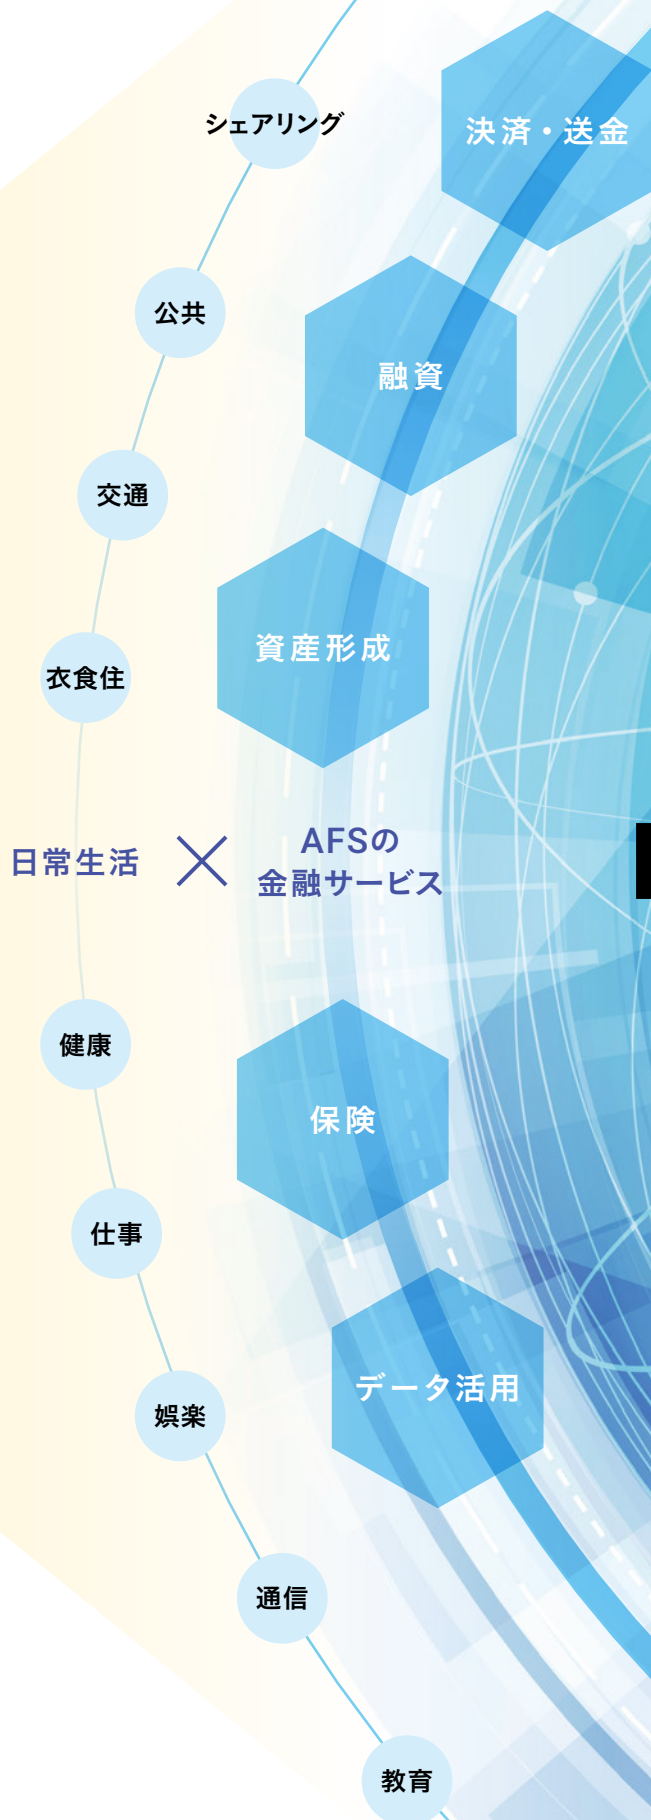 シェアリング
決済・送金
公共
融資
交通
資産形成
衣食住
日常生活
AFSの
金融サービス
健康
保険
仕事
データ活用
娯楽
通信
教育